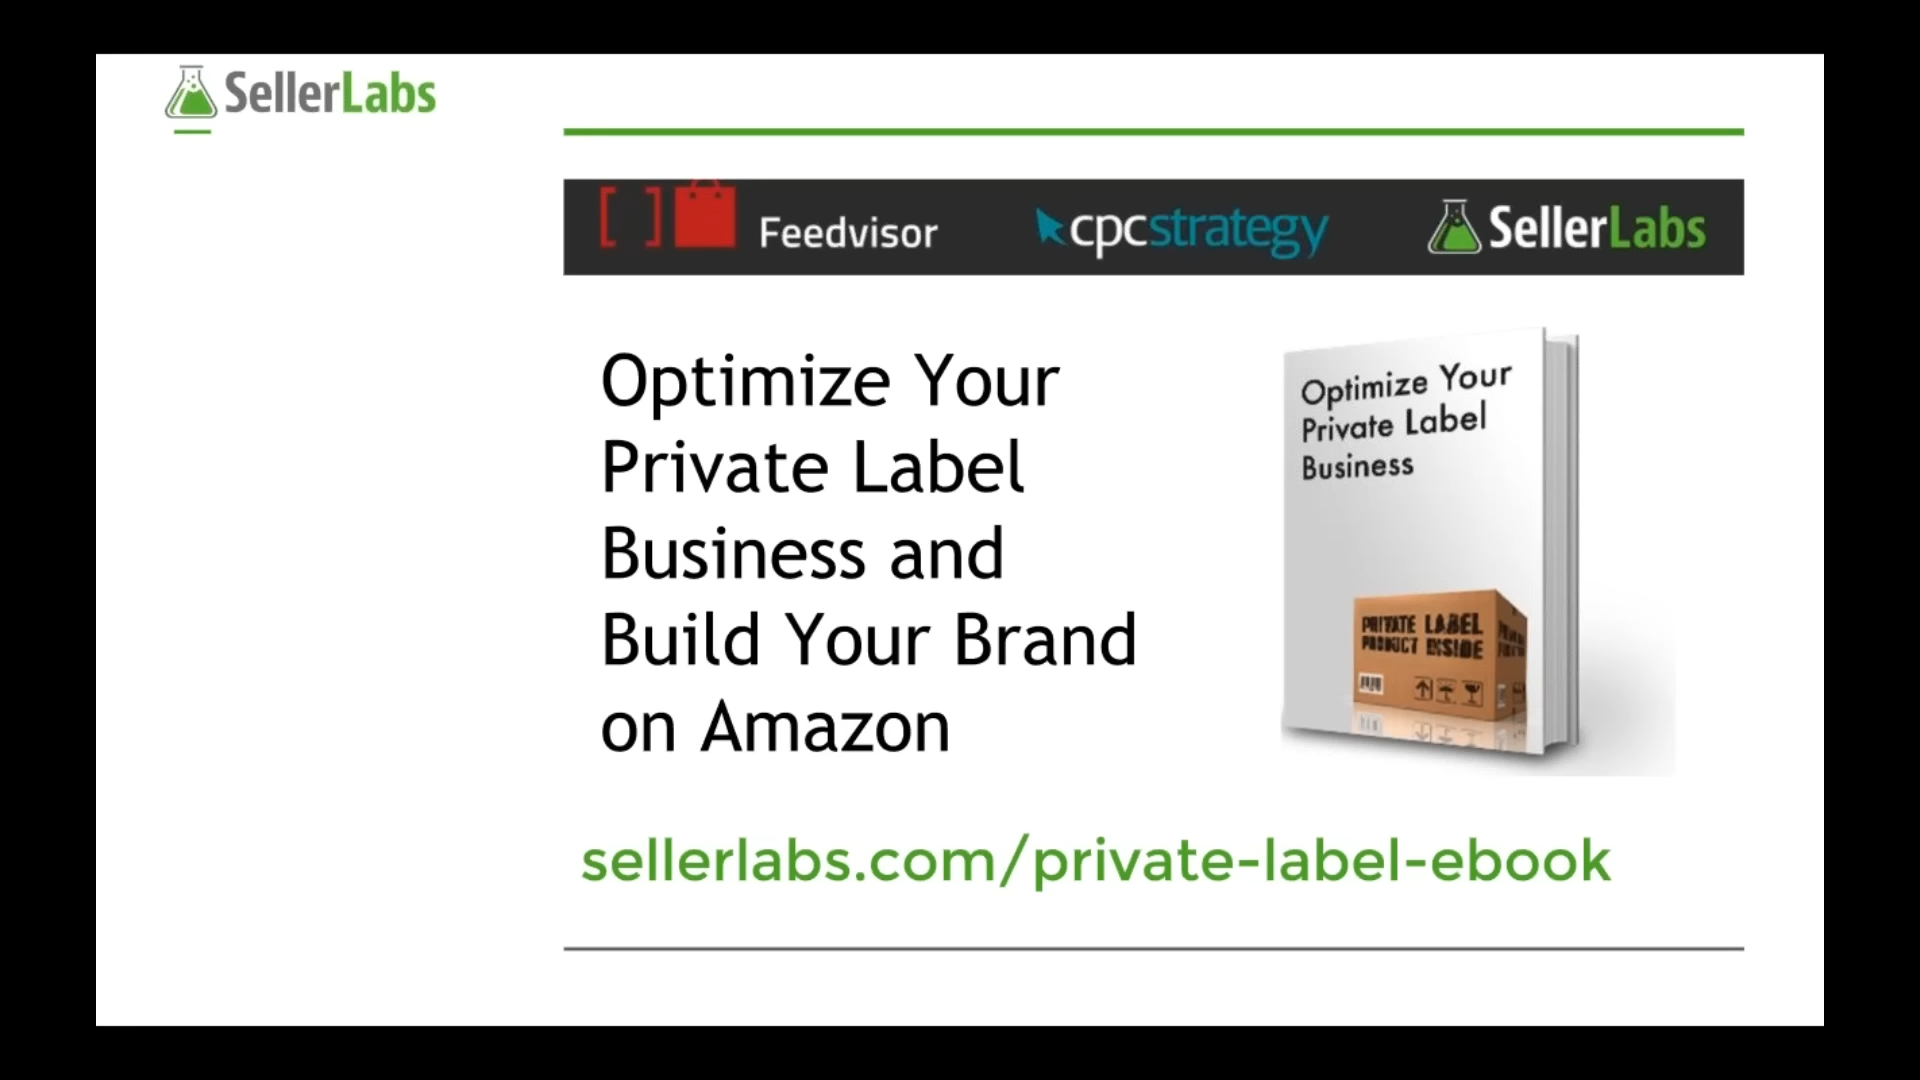 SellerLabs
Feedvisor
cpcstrategy
SellerLabs
Optimize Your
Private Label
Business and
Build Your Brand
on Amazon
Optimize Your
Private Label
Business
PRIVATE LABEL
PRODUCT INSIDE
sellerlabs.com/private-label-ebook